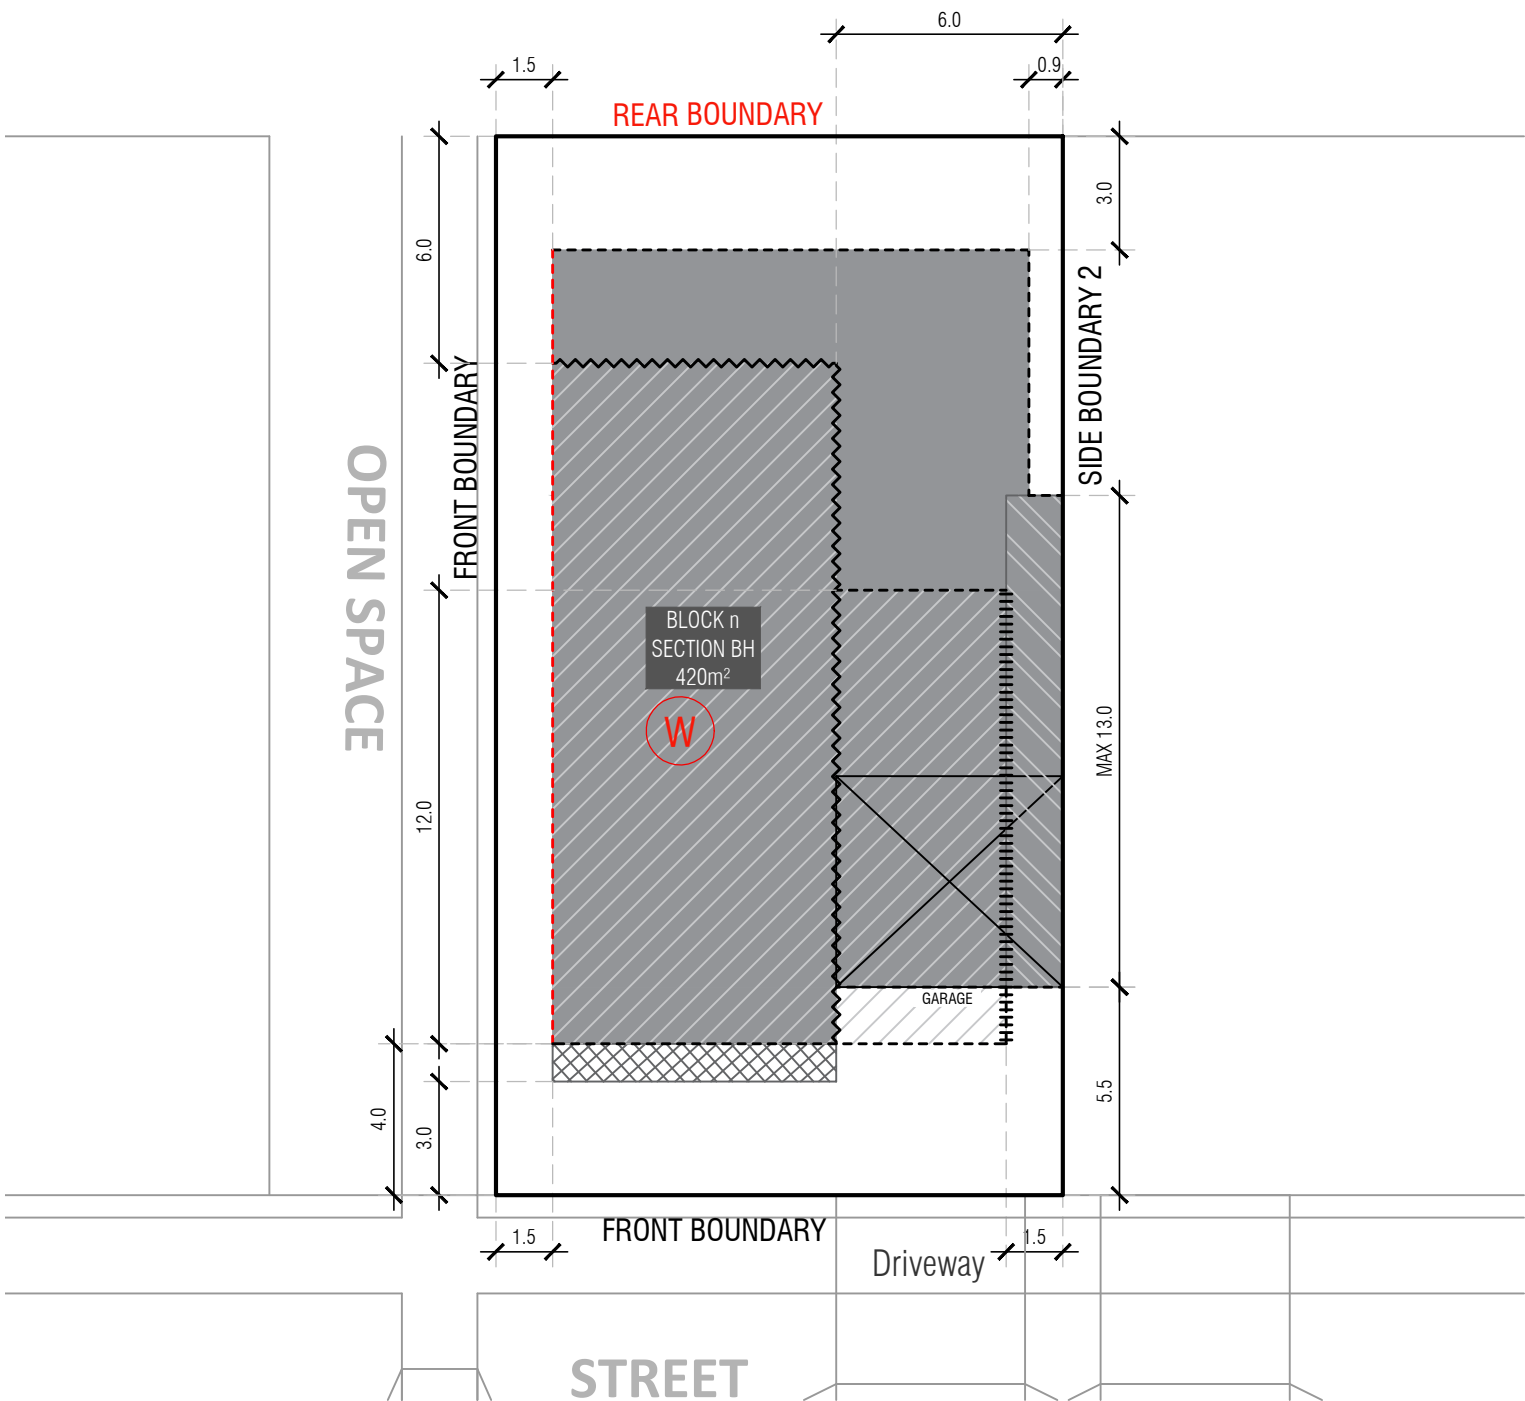 6.0
1.5
0.9
REAR BOUNDARY
3.0
6.0
SIDE BOUNDARY 2
FRONT BOUNDARY
OPEN SPACE
BLOCK n
SECTION BH
420m²
W
MAX 13.0
12.0
GARAGE
4.0
3.0
5.5
1.5
FRONT BOUNDARY
1.5
Driveway
STREET